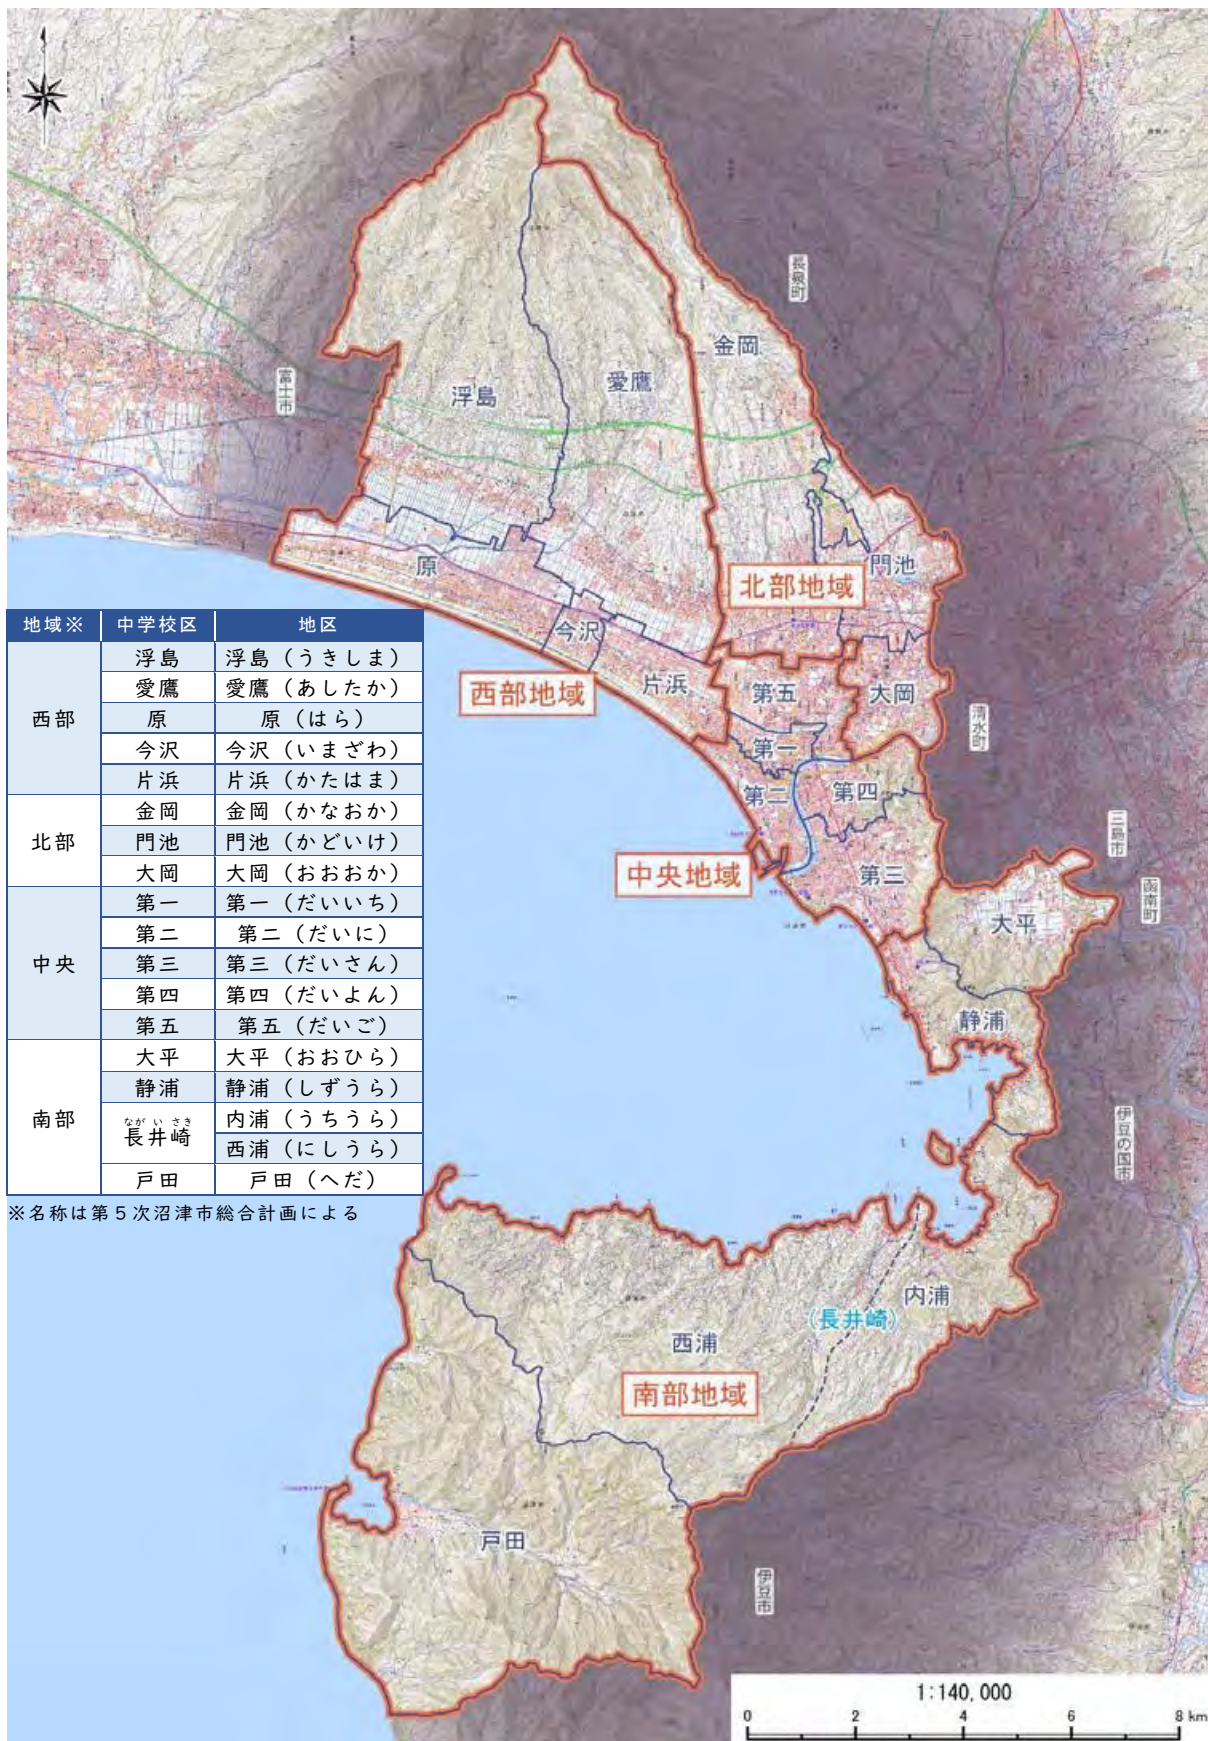 長泉町
金岡
愛鷹
浮島
富士市
門池
原
北部地域
今沢
片浜
第五
大岡
西部地域
清水町
第一
第二
第四
三島市
中央地域
第三
函南町
大平
静浦
伊豆の国市
内浦
(長井崎)
西浦
南部地域
戸田
伊豆市
地域※ 中学校区 地区
西部 浮島 浮島（うきしま）
愛鷹 愛鷹（あしたか）
原 原（はら）
今沢 今沢（いまざわ）
片浜 片浜（かたはま）
北部 金岡 金岡（かなおか）
門池 門池（かどいけ）
大岡 大岡（おおおか）
中央 第一 第一（だいいち）
第二 第二（だいに）
第三 第三（だいさん）
第四 第四（だいよん）
第五 第五（だいご）
南部 大平 大平（おおひら）
静浦 静浦（しずうら）
ながいさき
長井崎 内浦（うちうら）
西浦（にしうら）
戸田 戸田（へだ）
※名称は第５次沼津市総合計画による
1:140,000
0 2 4 6 8 km